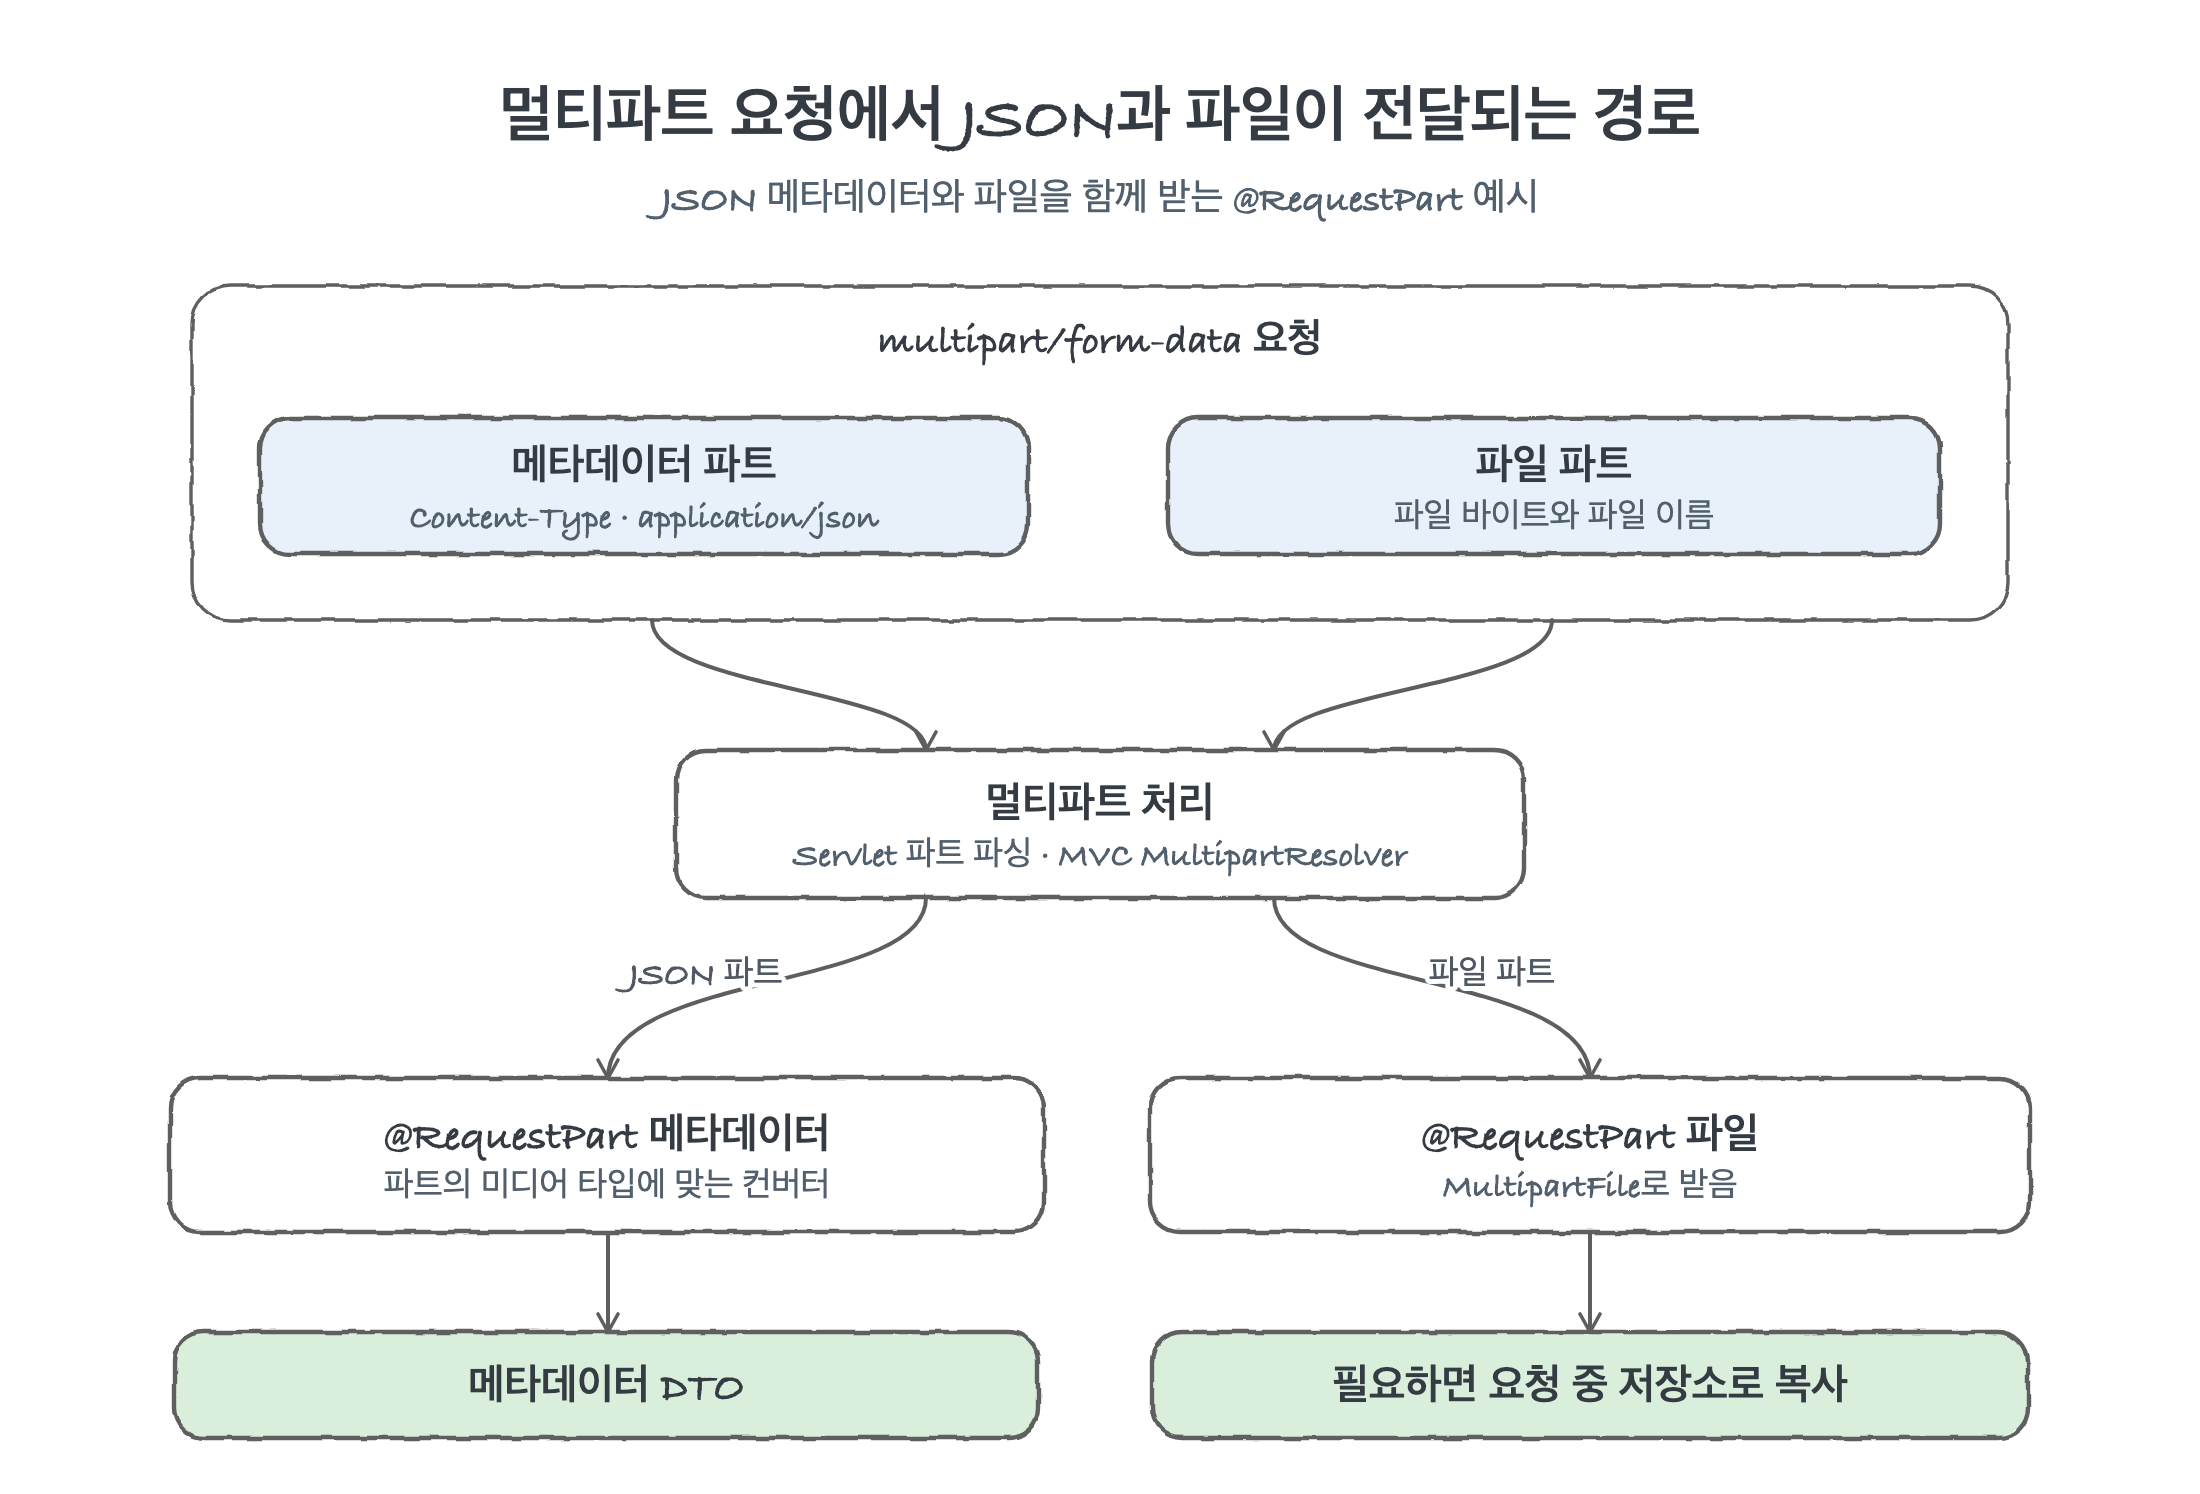 멀티파트 요청에서 JSON과 파일이 전달되는 경로
JSON 메타데이터와 파일을 함께 받는 @RequestPart 예시
multipart/form-data 요청
메타데이터 파트
Content-Type · application/json
파일 파트
파일 바이트와 파일 이름
멀티파트 처리
Servlet 파트 파싱 · MVC MultipartResolver
JSON 파트
파일 파트
@RequestPart 메타데이터
파트의 미디어 타입에 맞는 컨버터
@RequestPart 파일
MultipartFile로 받음
메타데이터 DTO
필요하면 요청 중 저장소로 복사